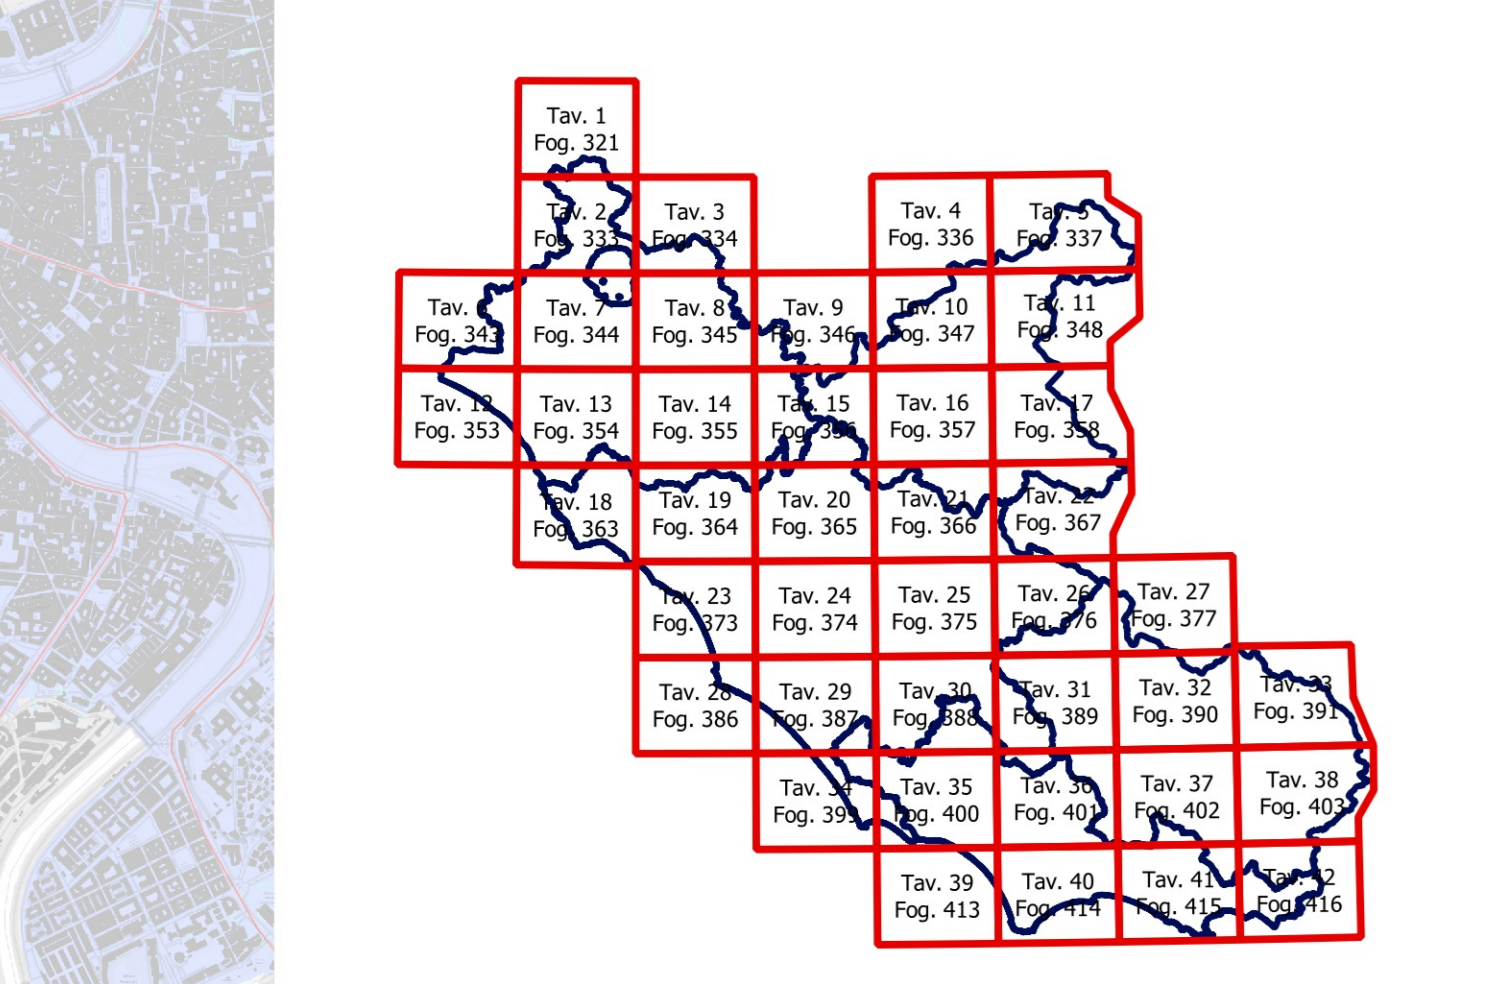 Tav. 1
Fog. 321
Tav. 2
Fog. 333
Tav. 3
Fog. 334
Tav. 4
Fog. 336
Tav. 5
Fog. 337
Tav. 6
Fog. 343
Tav. 7
Fog. 344
Tav. 8
Fog. 345
Tav. 9
Fog. 346
Tav. 10
Fog. 347
Tav. 11
Fog. 348
Tav. 12
Fog. 353
Tav. 13
Fog. 354
Tav. 14
Fog. 355
Tav. 15
Fog. 356
Tav. 16
Fog. 357
Tav. 17
Fog. 358
Tav. 18
Fog. 363
Tav. 19
Fog. 364
Tav. 20
Fog. 365
Tav. 21
Fog. 366
Tav. 22
Fog. 367
Tav. 23
Fog. 373
Tav. 24
Fog. 374
Tav. 25
Fog. 375
Tav. 26
Fog. 376
Tav. 27
Fog. 377
Tav. 28
Fog. 386
Tav. 29
Fog. 387
Tav. 30
Fog. 388
Tav. 31
Fog. 389
Tav. 32
Fog. 390
Tav. 33
Fog. 391
Tav. 34
Fog. 399
Tav. 35
Fog. 400
Tav. 36
Fog. 401
Tav. 37
Fog. 402
Tav. 38
Fog. 403
Tav. 39
Fog. 413
Tav. 40
Fog. 414
Tav. 41
Fog. 415
Tav. 42
Fog. 416